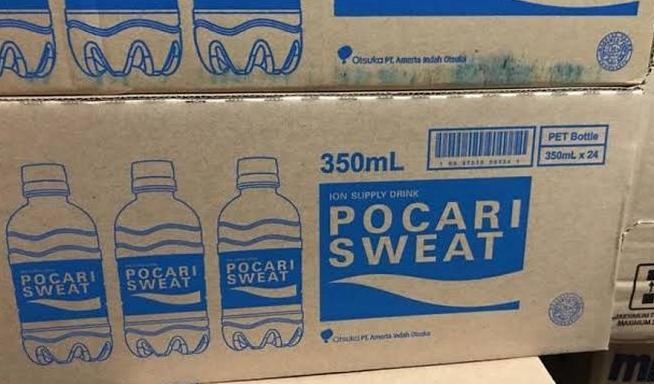 Otsuka PT. Amerta Indah Otsuka
350mL
PET Bottle
350mL x 24
ION SUPPLY DRINK
POCARI
SWEAT
POCARI
SWEAT
POCARI
SWEAT
POCARI
SWEAT
Otsuka PT. Amerta Indah Otsuka